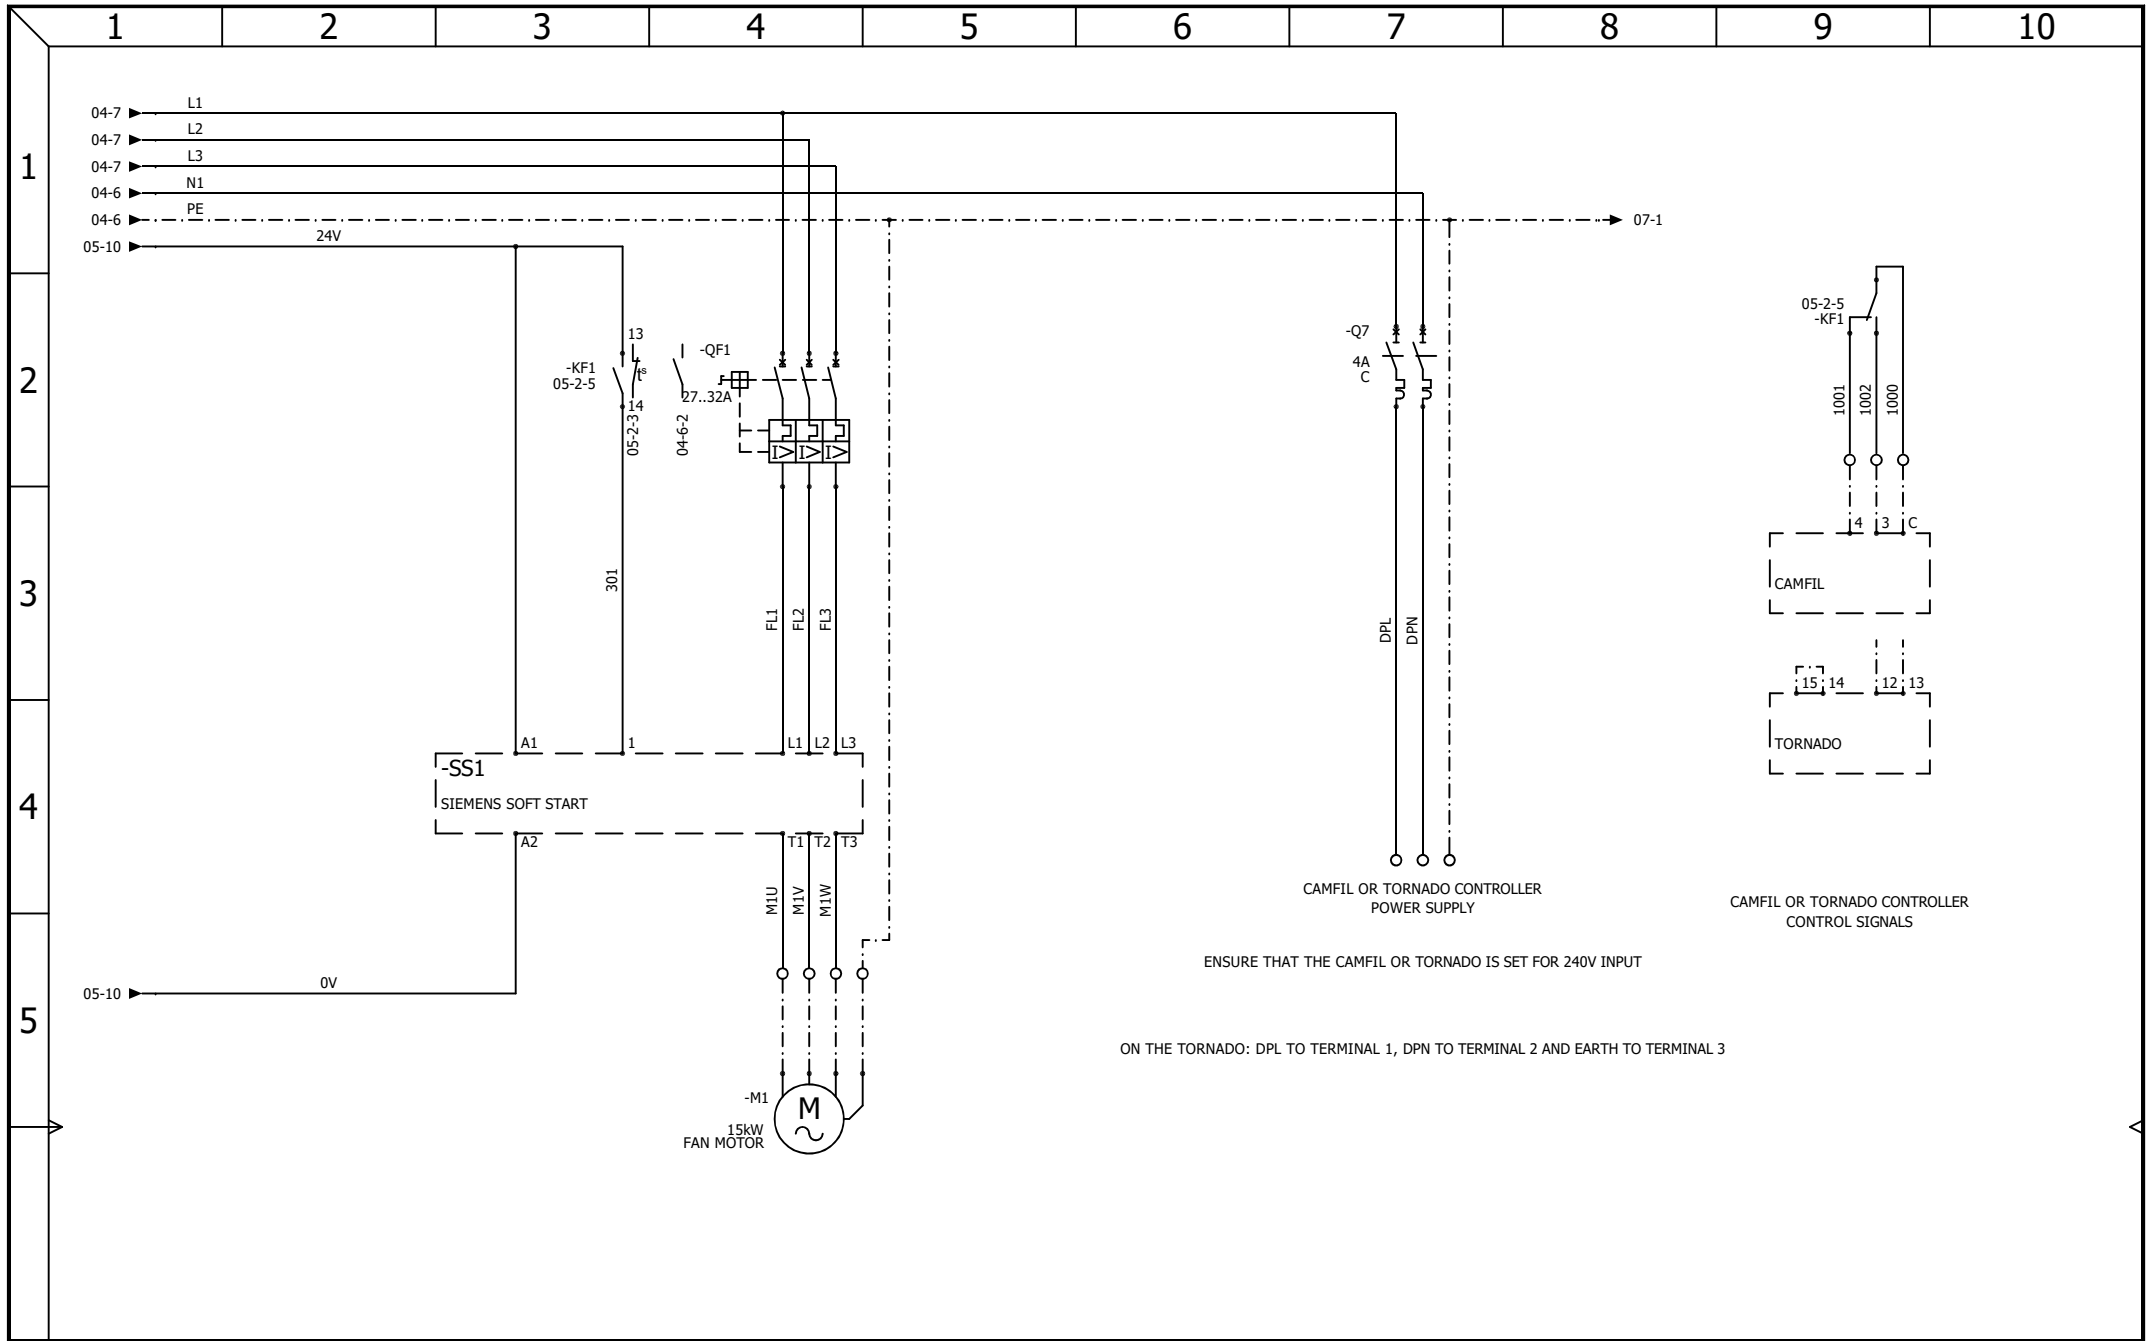 1 2 3 4 5 6 7 8 9 10
1
2
3
4
5
04-7 L1
04-7 L2
04-7 L3
04-6 N1
04-6 PE
07-1
05-10 24V
-KF1
05-2-5
13
14
ts
05-2-3
04-6-2
-QF1
27..32A
I> I> I>
301
FL1 FL2 FL3
A1 1 L1 L2 L3
-SS1
SIEMENS SOFT START
A2 T1 T2 T3
M1U M1V M1W
05-10 0V
-M1
M
15kW
FAN MOTOR
-Q7
4A
C
DPL DPN
CAMFIL OR TORNADO CONTROLLER
POWER SUPPLY
ENSURE THAT THE CAMFIL OR TORNADO IS SET FOR 240V INPUT
ON THE TORNADO: DPL TO TERMINAL 1, DPN TO TERMINAL 2 AND EARTH TO TERMINAL 3
05-2-5
-KF1
1001 1002 1000
4 3 C
CAMFIL
15 14 12 13
TORNADO
CAMFIL OR TORNADO CONTROLLER
CONTROL SIGNALS